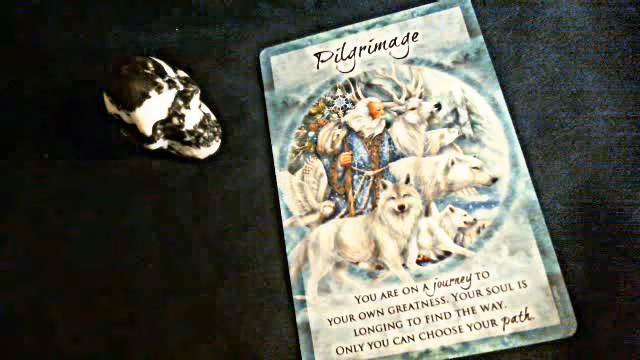 Pilgrimage
You are on a journey to
your own greatness. Your soul is
longing to find the way.
Only you can choose your path.